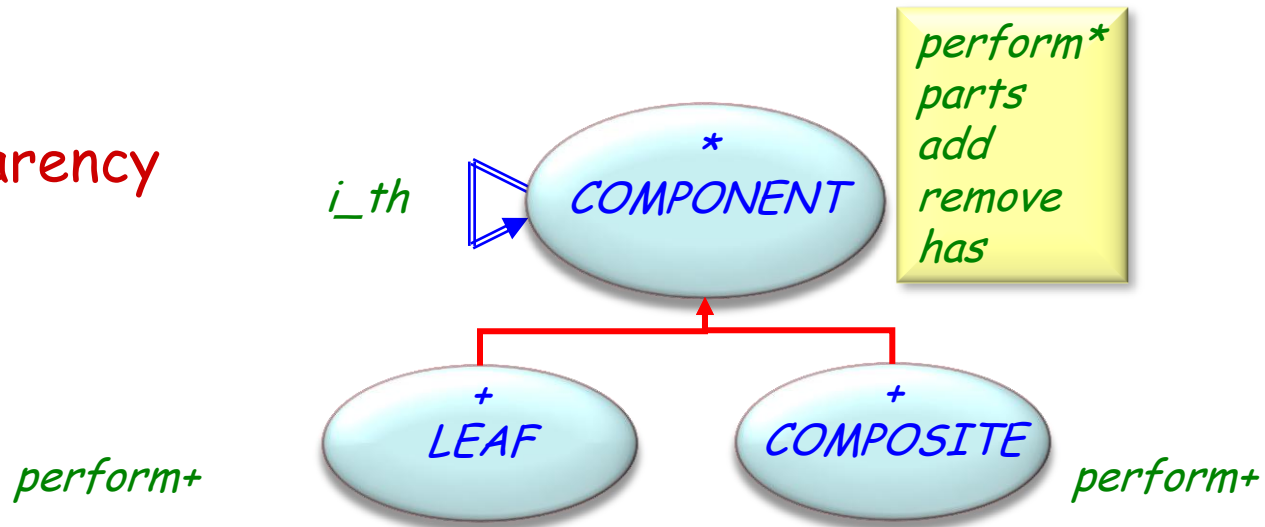 arency
i_th
*
COMPONENT
perform*
parts
add
remove
has
+
LEAF
+
COMPOSITE
perform+
perform+